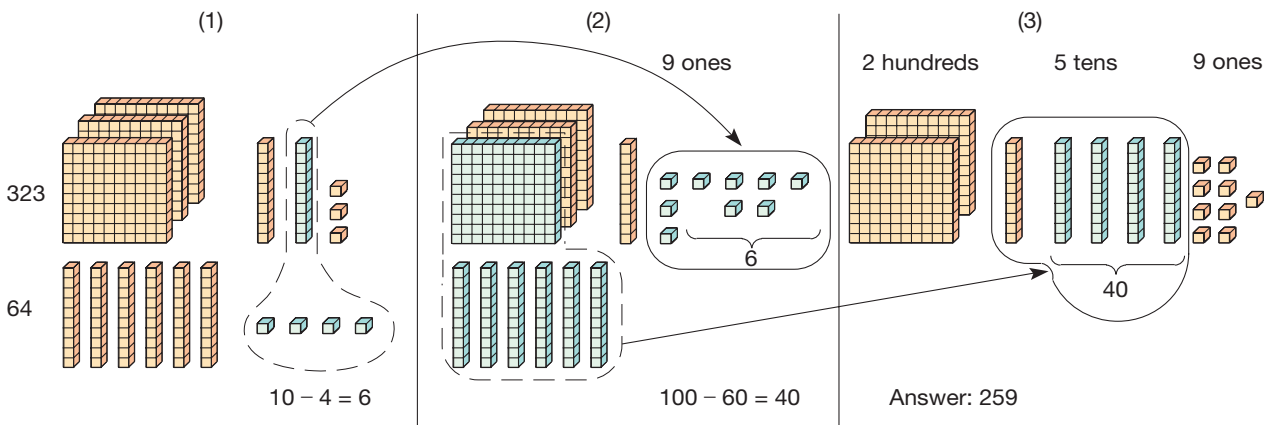 (1)
(2)
(3)
9 ones
2 hundreds
5 tens
9 ones
323
6
40
64
10 – 4 = 6
100 – 60 = 40
Answer: 259